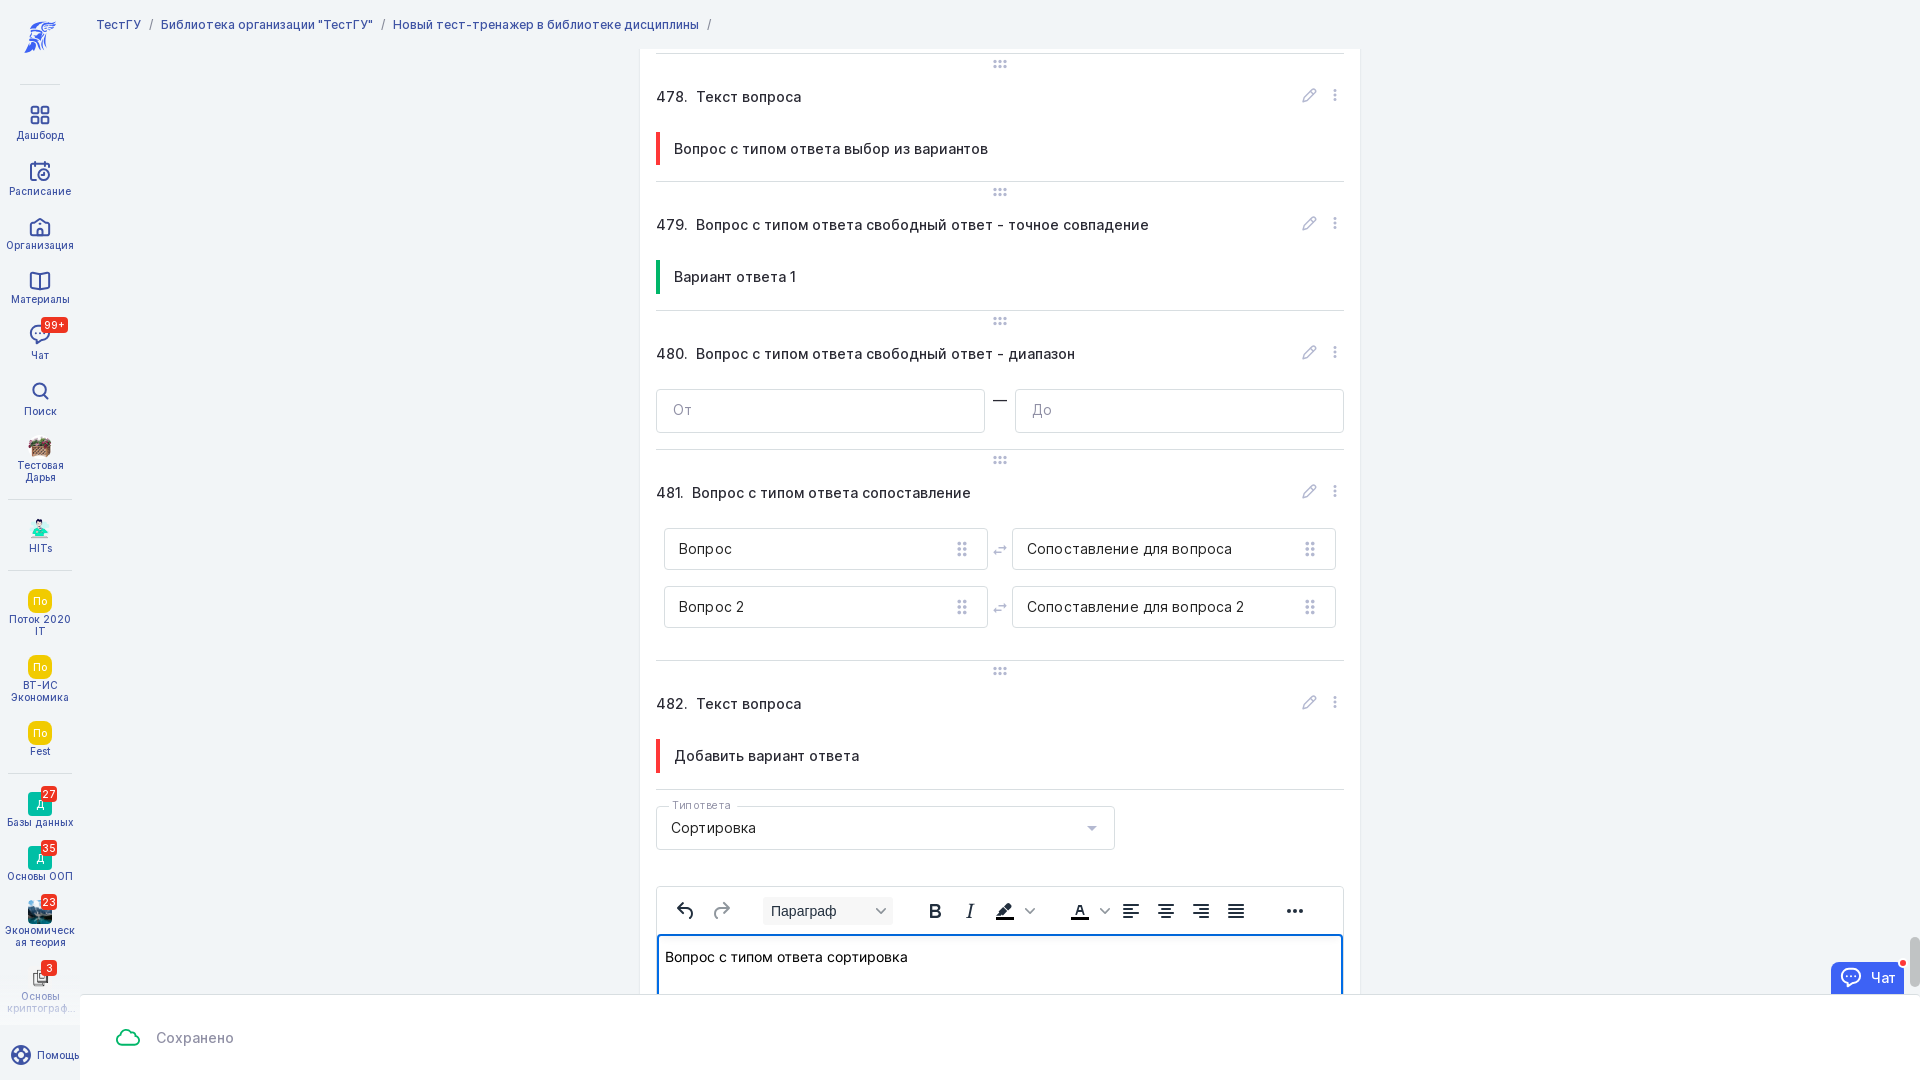 ТестГУ / Библиотека организации "ТестГУ" / Новый тест-тренажер в библиотеке дисциплины /
Дашборд
Расписание
Организация
Материалы
99+
Чат
Поиск
Тестовая
Дарья
HITs
По
Поток 2020
IT
По
ВТ-ИС
Экономика
По
Fest
27
Д
Базы данных
35
Д
Основы ООП
23
Экономическ
ая теория
3
Основы
криптограф...
Помощь
478. Текст вопроса
Вопрос с типом ответа выбор из вариантов
479. Вопрос с типом ответа свободный ответ - точное совпадение
Вариант ответа 1
480. Вопрос с типом ответа свободный ответ - диапазон
От — До
481. Вопрос с типом ответа сопоставление
Вопрос Сопоставление для вопроса
Вопрос 2 Сопоставление для вопроса 2
482. Текст вопроса
Добавить вариант ответа
Тип ответа
Сортировка
Параграф B I A
Вопрос с типом ответа сортировка
Чат
Сохранено